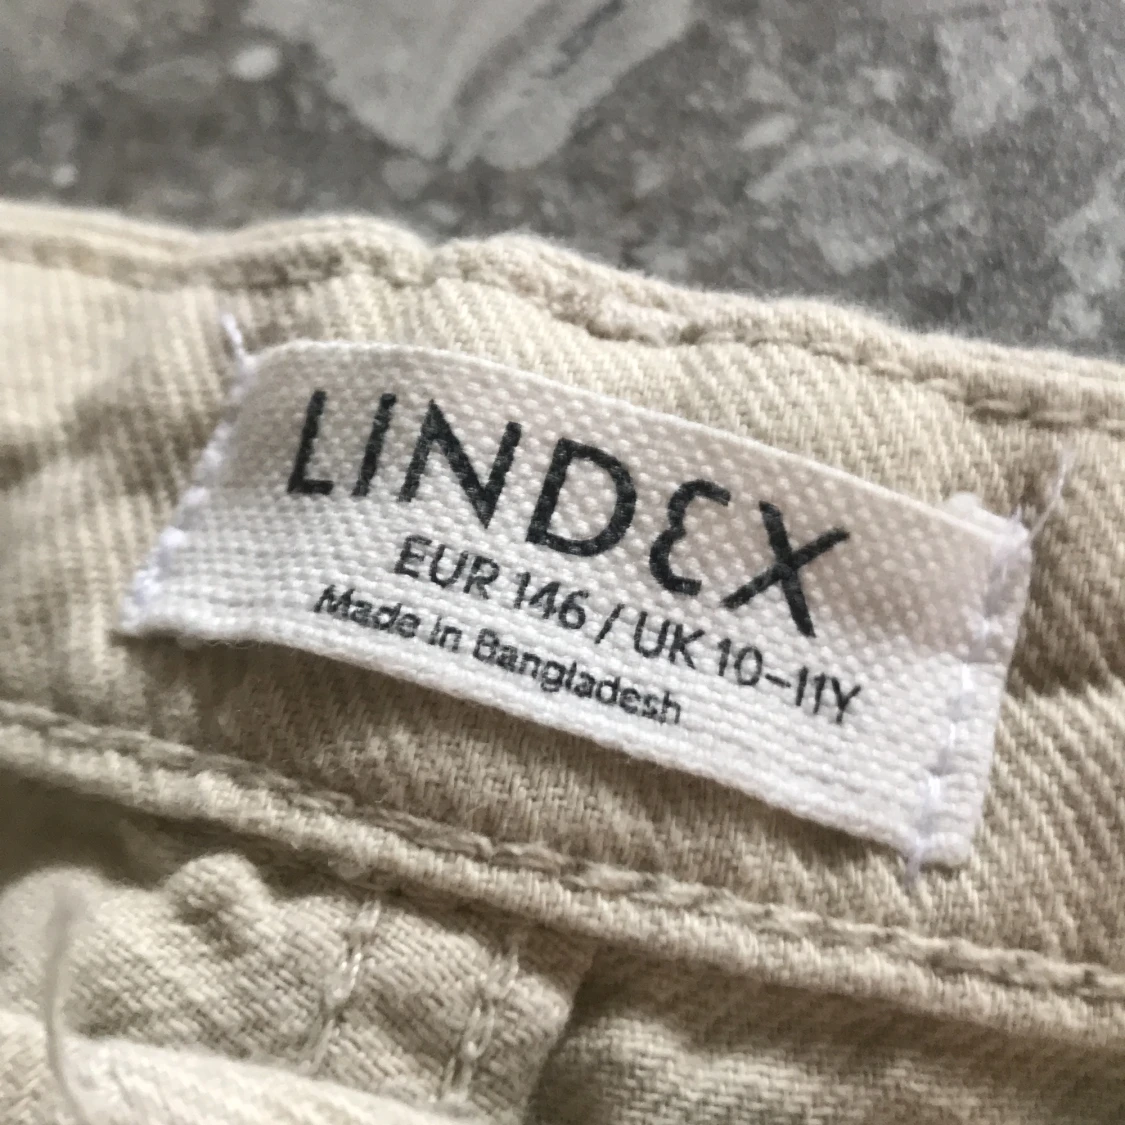 LINDEX
EUR 146 / UK 10-11Y
Made in Bangladesh